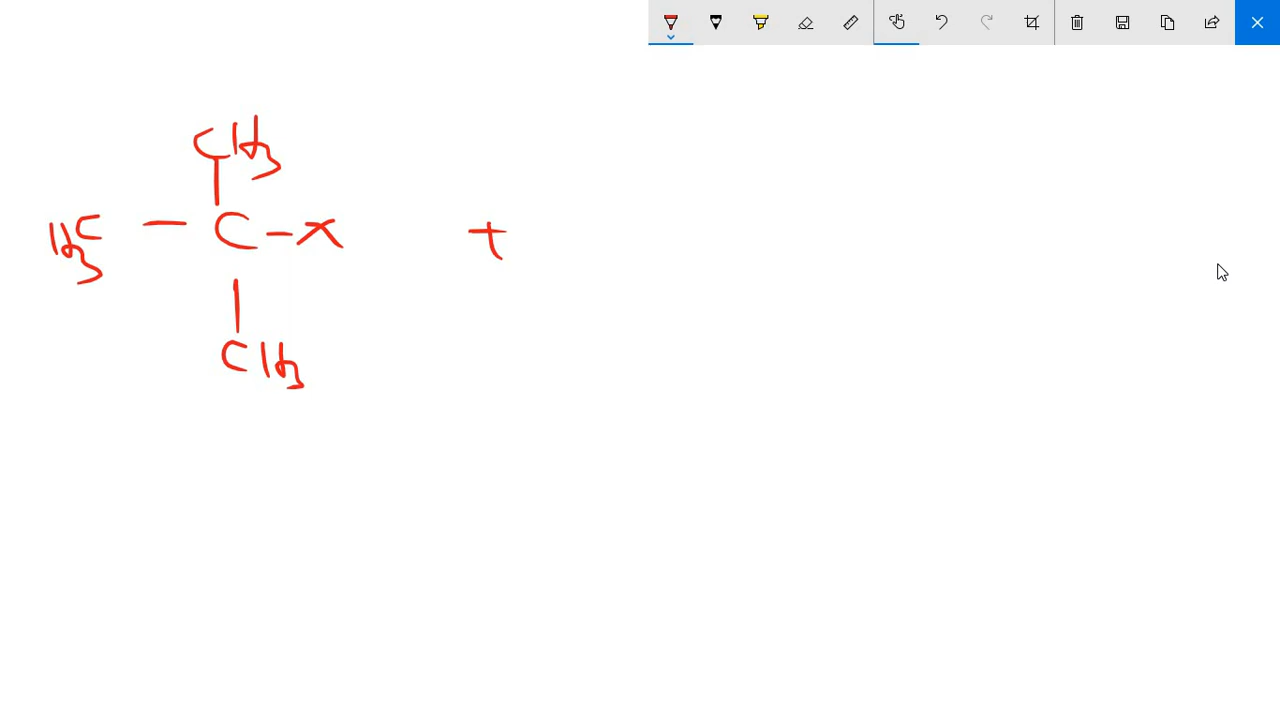 CH3
H3C — C — X +
CH3